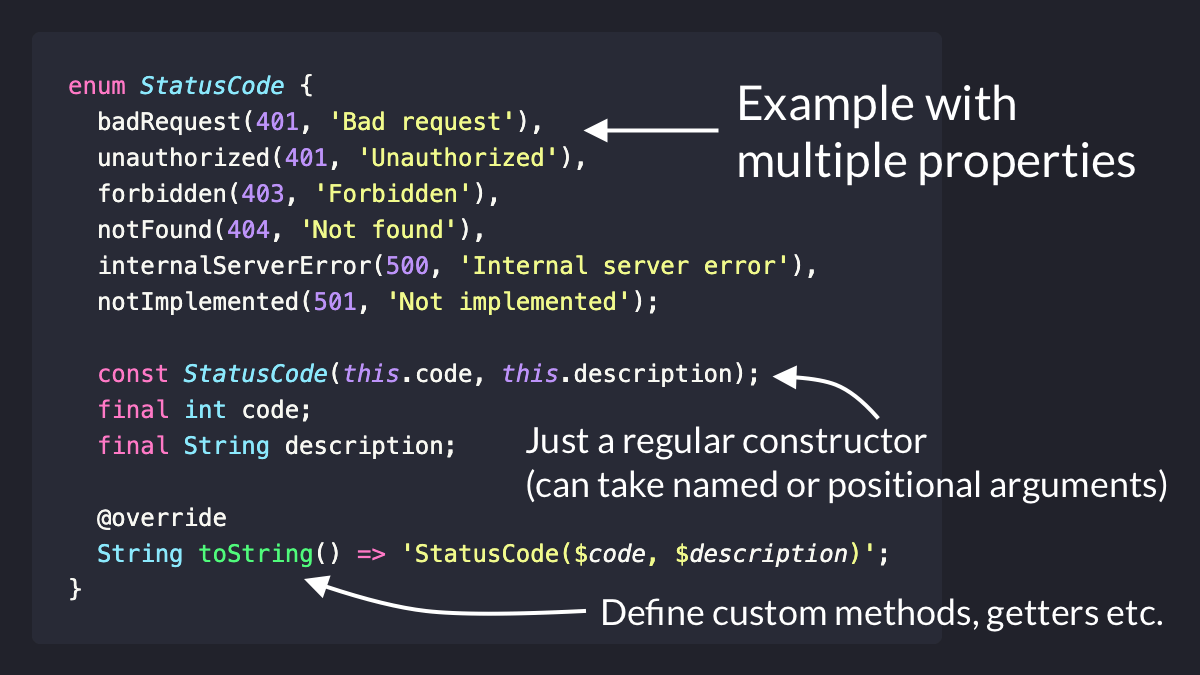 enum StatusCode {
badRequest(401, 'Bad request'),
unauthorized(401, 'Unauthorized'),
forbidden(403, 'Forbidden'),
notFound(404, 'Not found'),
internalServerError(500, 'Internal server error'),
notImplemented(501, 'Not implemented');
Example with
multiple properties
const StatusCode(this.code, this.description);
final int code;
final String description;
Just a regular constructor
(can take named or positional arguments)
@override
String toString() => 'StatusCode($code, $description)';
}
Define custom methods, getters etc.